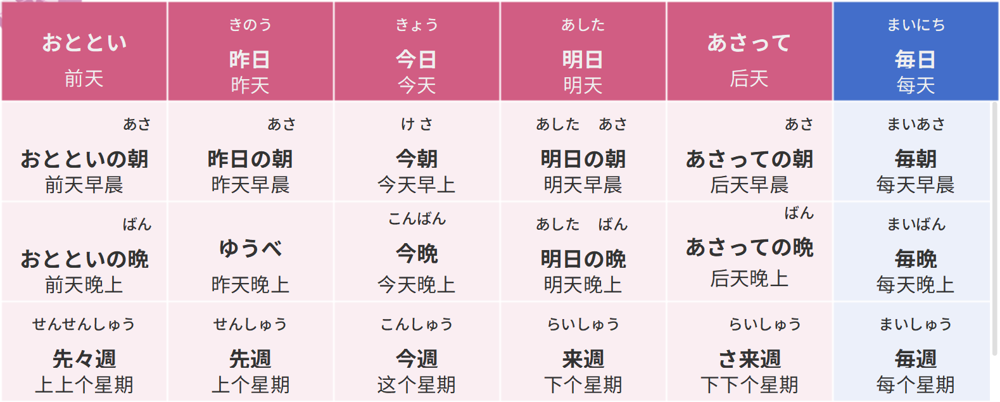 おととい
前天
きのう
昨日
昨天
きょう
今日
今天
あした
明日
明天
あさって
后天
まいにち
毎日
每天
あさ
おとといの朝
前天早晨
あさ
昨日の朝
昨天早晨
けさ
今朝
今天早上
あした あさ
明日の朝
明天早晨
あさ
あさっての朝
后天早晨
まいあさ
毎朝
每天早晨
ばん
おとといの晩
前天晚上
ゆうべ
昨天晚上
こんばん
今晩
今天晚上
あした ばん
明日の晩
明天晚上
ばん
あさっての晩
后天晚上
まいばん
毎晩
每天晚上
せんせんしゅう
先々週
上上个星期
せんしゅう
先週
上个星期
こんしゅう
今週
这个星期
らいしゅう
来週
下个星期
らいしゅう
さ来週
下下个星期
まいしゅう
毎週
每个星期